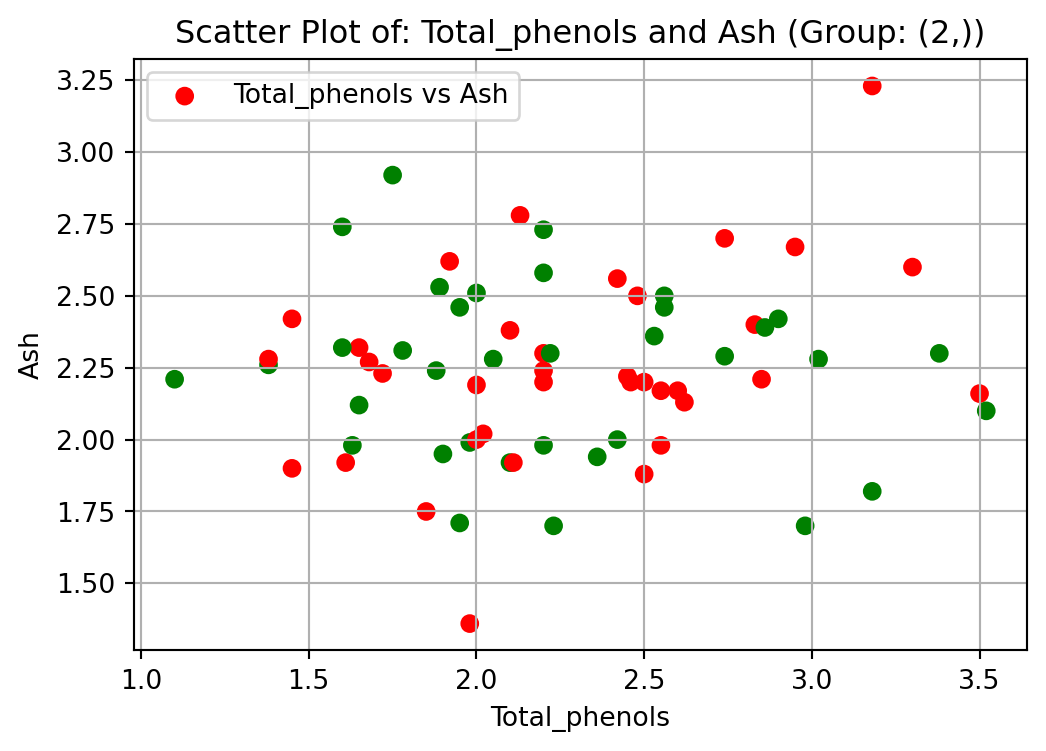 Scatter Plot of: Total_phenols and Ash (Group: (2,))
Total_phenols vs Ash
3.25
3.00
2.75
2.50
2.25
2.00
1.75
1.50
Ash
1.0 1.5 2.0 2.5 3.0 3.5
Total_phenols